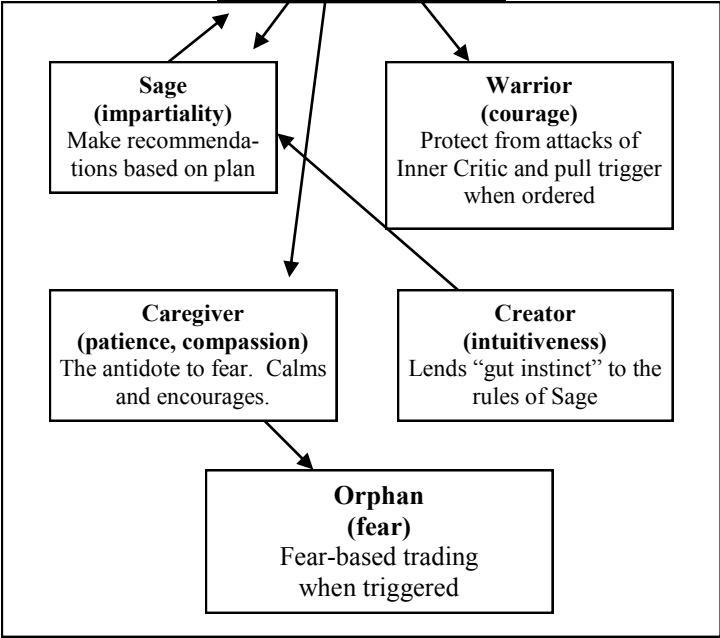 Sage
(impartiality)
Make recommenda-
tions based on plan
Warrior
(courage)
Protect from attacks of
Inner Critic and pull trigger
when ordered
Caregiver
(patience, compassion)
The antidote to fear.  Calms
and encourages.
Creator
(intuitiveness)
Lends “gut instinct” to the
rules of Sage
Orphan
(fear)
Fear-based trading
when triggered